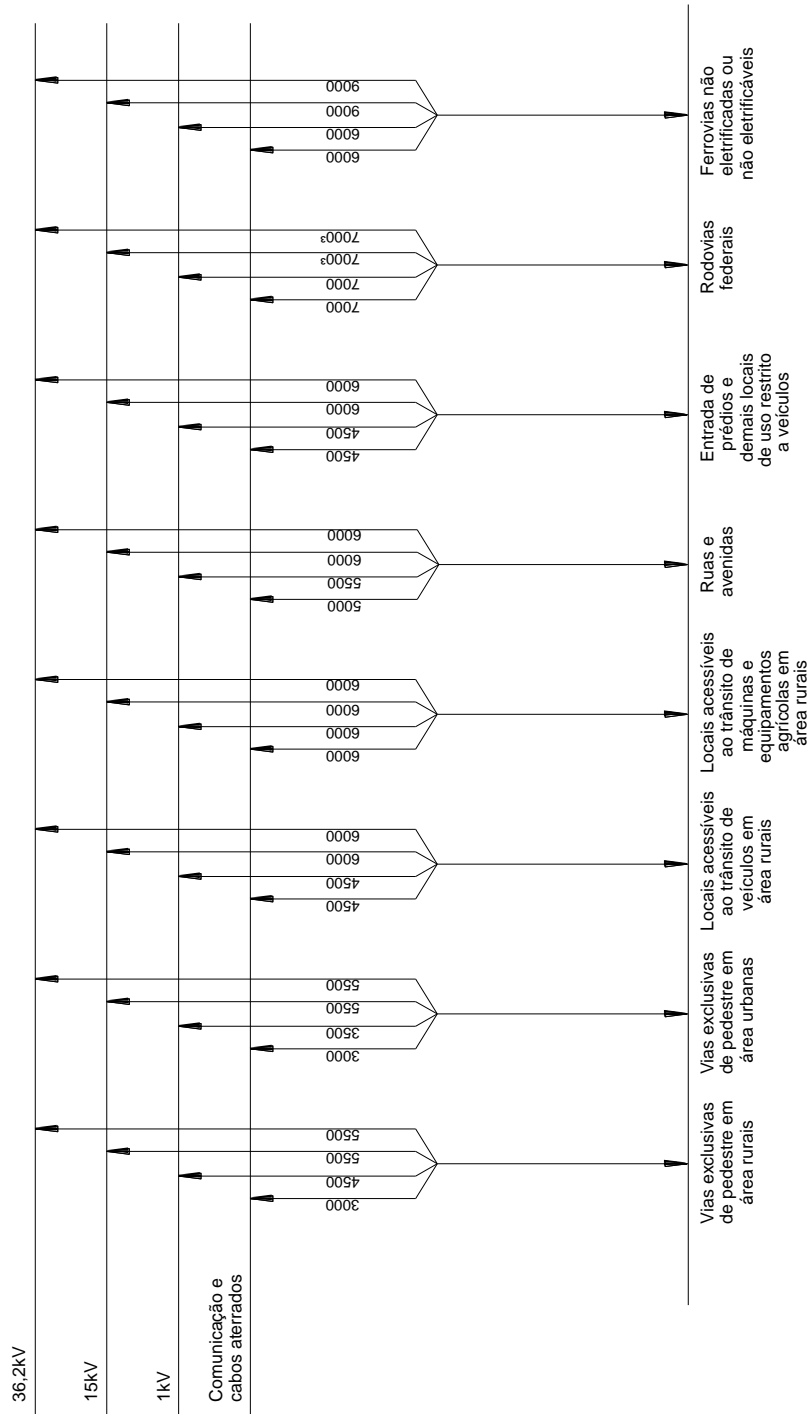 36,2kV
15kV
1kV
Comunicação e
cabos aterrados
3000
4500
5500
5500
Vias exclusivas
de pedestre em
área rurais
3000
3500
5500
5500
Vias exclusivas
de pedestre em
área urbanas
4500
4500
6000
6000
Locais acessíveis
ao trânsito de
veículos em
área rurais
6000
6000
6000
6000
Locais acessíveis
ao trânsito de
máquinas e
equipamentos
agrícolas em
área rurais
5000
5500
6000
6000
Ruas e
avenidas
4500
4500
6000
6000
Entrada de
prédios e
demais locais
de uso restrito
a veículos
7000
7000
7000³
7000³
Rodovias
federais
6000
6000
9000
9000
Ferrovias não
eletrificadas ou
não eletrificáveis